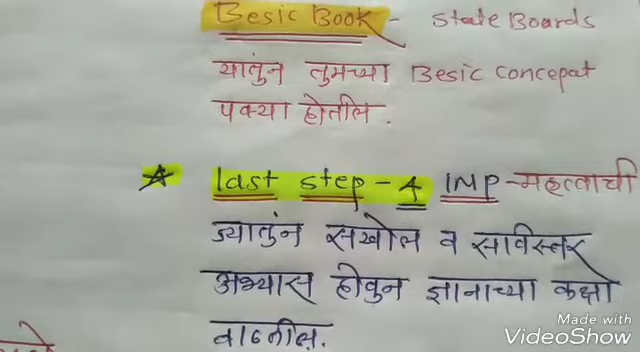 Besic Book - State Boards
यातुन तुमच्या Besic concepat
पक्या होतील.
☆ last step - 4 IMP - महत्वाची
ज्यातुन सखोल व सविस्तर
अभ्यास होवुन ज्ञानाच्या कक्षा
वाढतील.
Made with
VideoShow